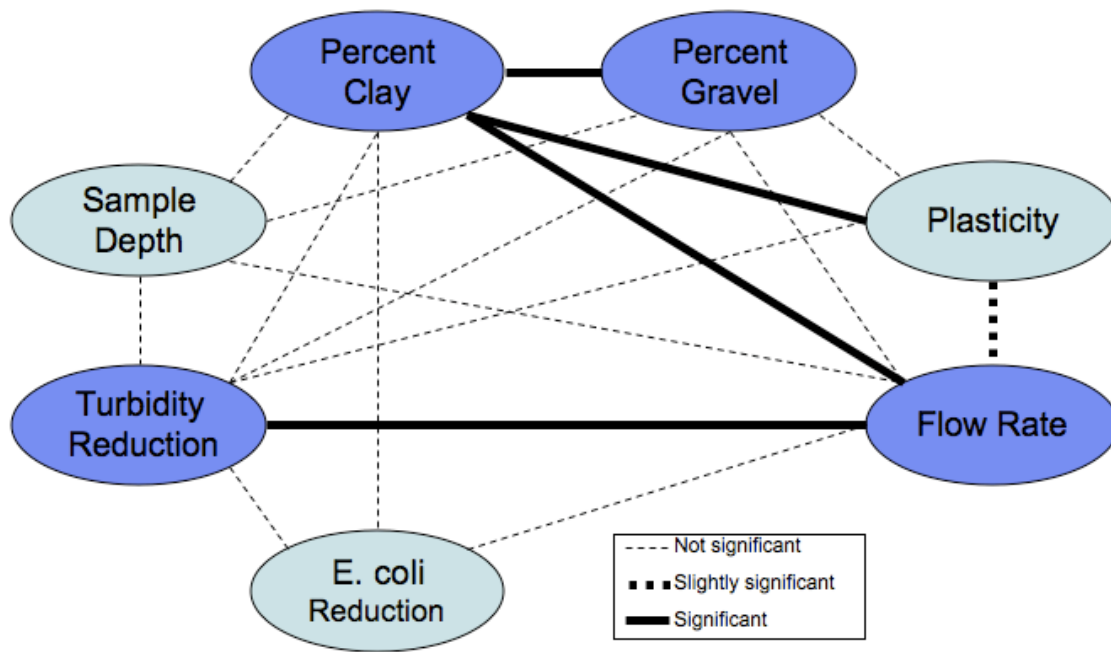 Percent
Clay
Percent
Gravel
Sample
Depth
Plasticity
Turbidity
Reduction
Flow Rate
E. coli
Reduction
Not significant
Slightly significant
Significant